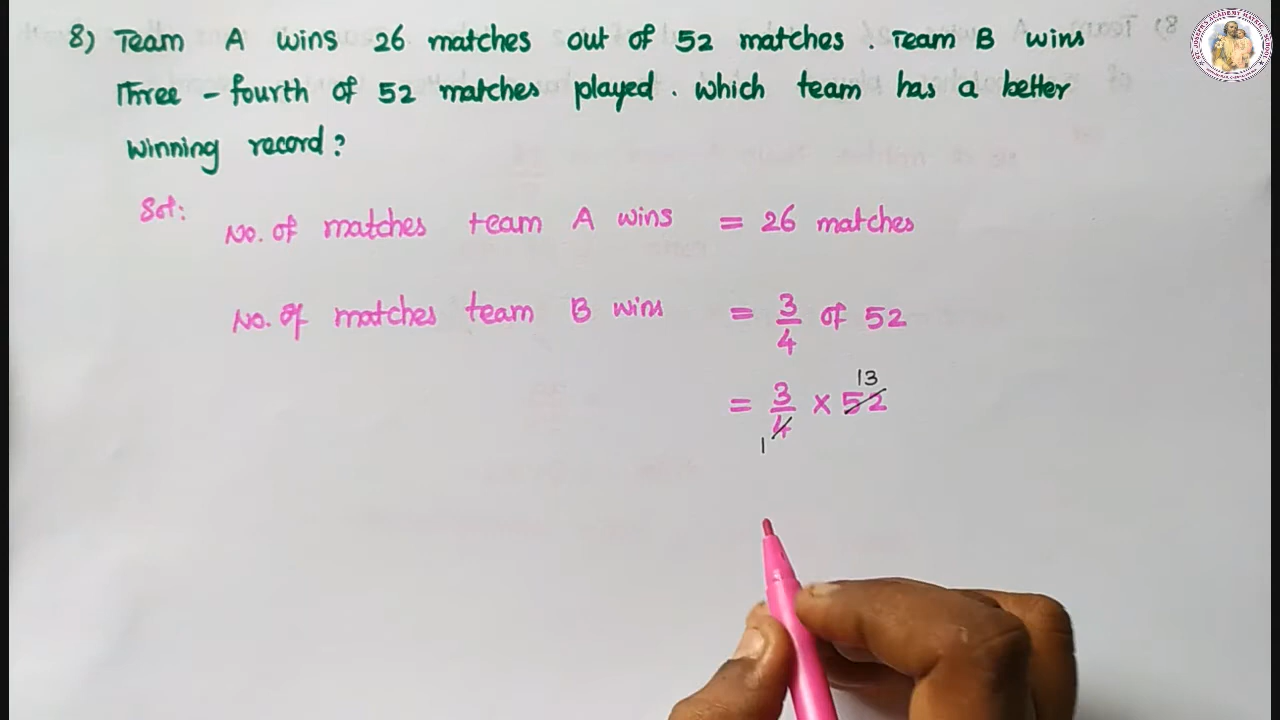 8) Team A wins 26 matches out of 52 matches. Team B wins
Three - fourth of 52 matches played. Which team has a better
winning record?
Sol:
No. of matches team A wins = 26 matches
No. of matches team B wins = 3/4 of 52
= 3/4 x 52
13
1